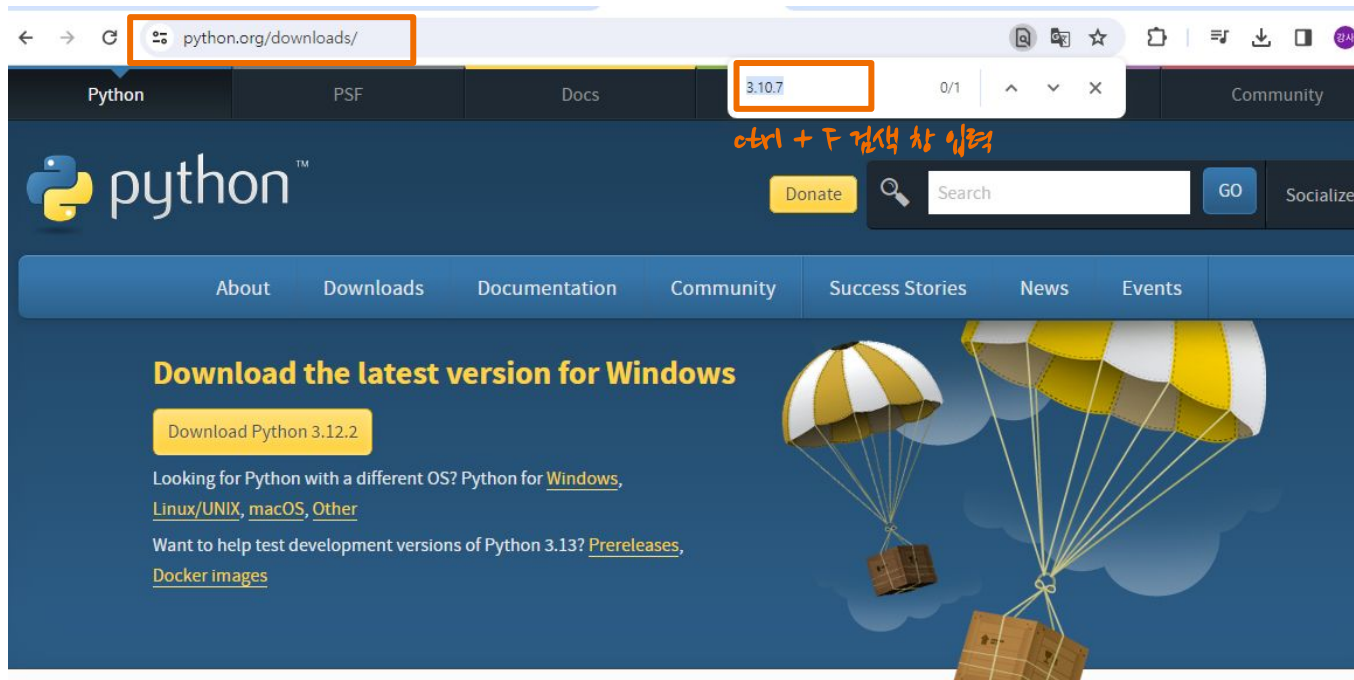 python.org/downloads/
강사
3.10.7 0/1
Python PSF Docs Community
ctrl + F 검색 창 입력
python™
Donate Search GO Socialize
About Downloads Documentation Community Success Stories News Events
Download the latest version for Windows
Download Python 3.12.2
Looking for Python with a different OS? Python for Windows,
Linux/UNIX, macOS, Other
Want to help test development versions of Python 3.13? Prereleases,
Docker images